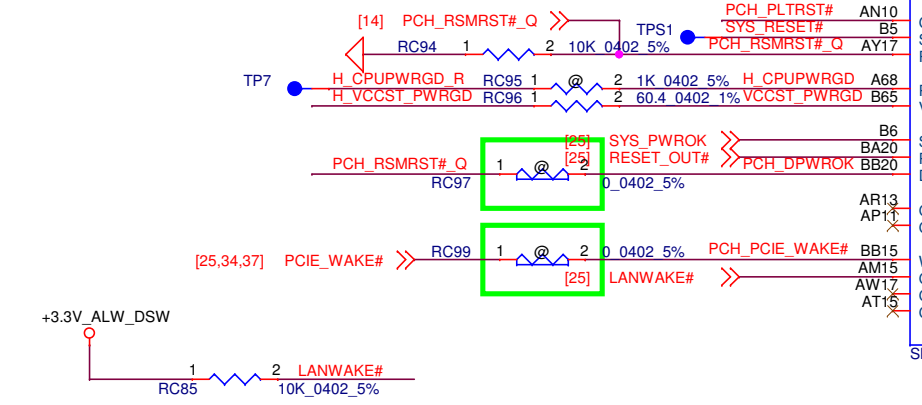 PCH_PLTRST# AN10
[14] PCH_RSMRST#_Q TPS1 SYS_RESET# B5
RC94 1 2 10K_0402_5% PCH_RSMRST#_Q AY17
TP7 H_CPUPWRGD_R RC95 1 @ 2 1K_0402_5% H_CPUPWRGD A68
H_VCCST_PWRGD RC96 1 2 60.4_0402_1% VCCST_PWRGD B65
[25] SYS_PWROK B6
[25] RESET_OUT# BA20
PCH_RSMRST#_Q 1 @ 2 PCH_DPWROK BB20
RC97 0_0402_5%
AR13
AP11
RC99 1 @ 2 0_0402_5% PCH_PCIE_WAKE# BB15
[25,34,37] PCIE_WAKE#
[25] LANWAKE# AM15
AW17
AT15
+3.3V_ALW_DSW
1 2 LANWAKE#
RC85 10K_0402_5%